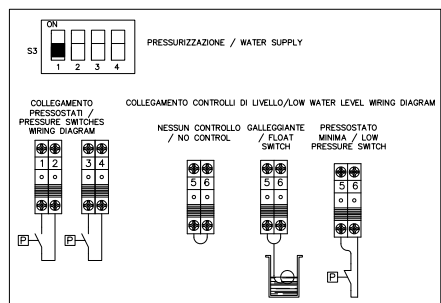 ON
S3
1 2 3 4
PRESSURIZZAZIONE / WATER SUPPLY
COLLEGAMENTO
PRESSOSTATI /
PRESSURE SWITCHES
WIRING DIAGRAM
1 2 3 4
P P
COLLEGAMENTO CONTROLLI DI LIVELLO/LOW WATER LEVEL WIRING DIAGRAM
NESSUN CONTROLLO
/ NO CONTROL
5 6
GALLEGGIANTE
/ FLOAT
SWITCH
5 6
PRESSOSTATO
MINIMA / LOW
PRESSURE SWITCH
5 6
P